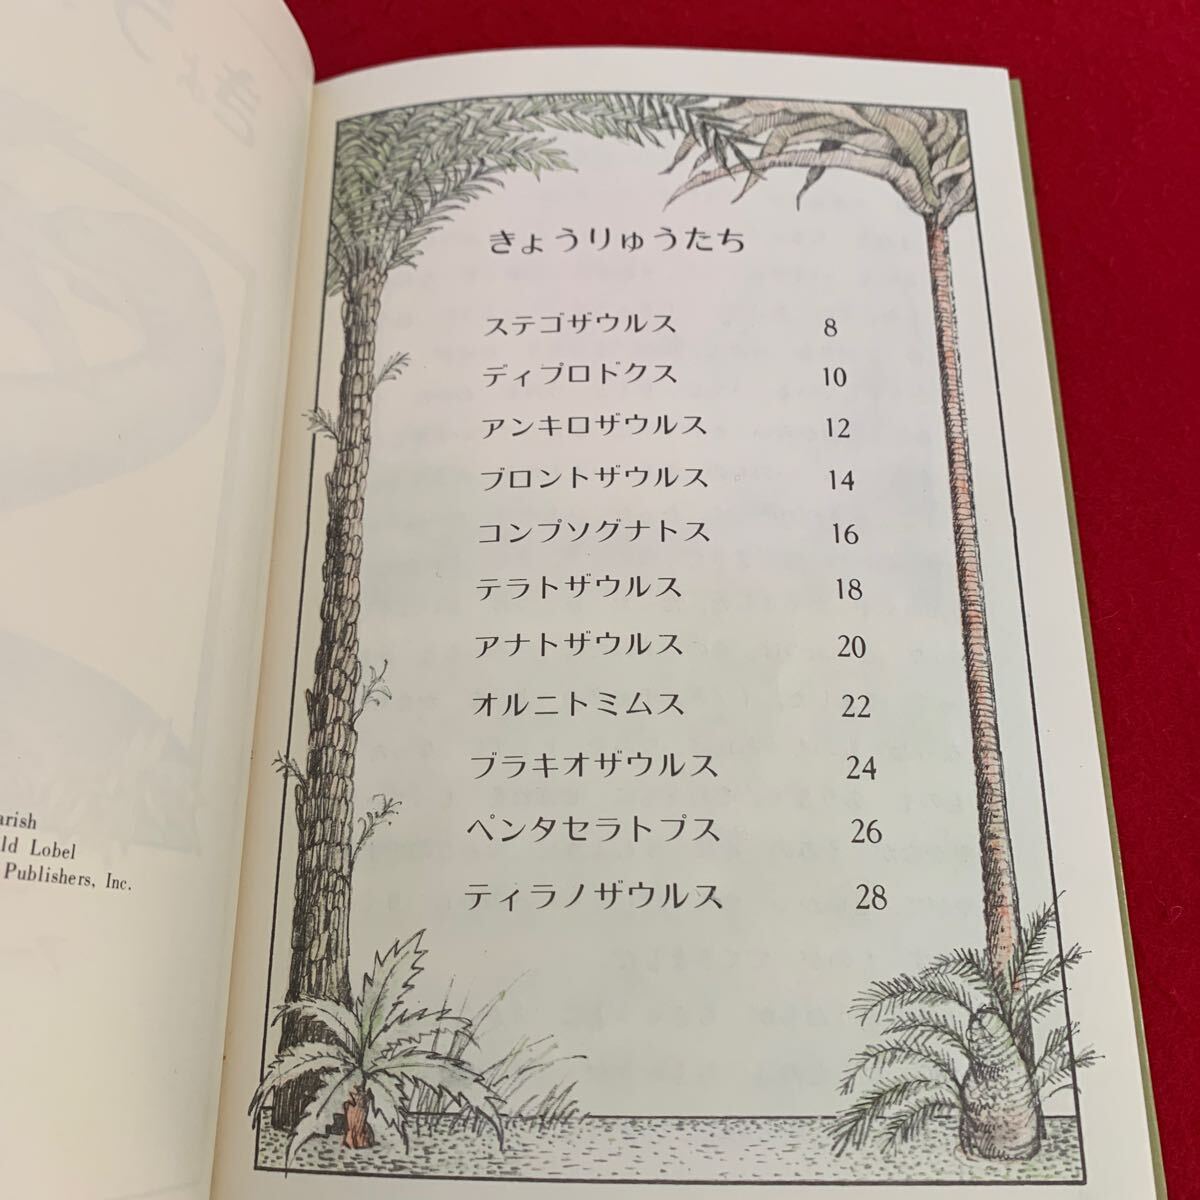 きょうりゅうたち
ステゴザウルス 8
ディプロドクス 10
アンキロザウルス 12
ブロントザウルス 14
コンプソグナトス 16
テラトザウルス 18
アナトザウルス 20
オルニトミムス 22
ブラキオザウルス 24
ペンタセラトプス 26
ティラノザウルス 28
arish
ld Lobel
Publishers, Inc.